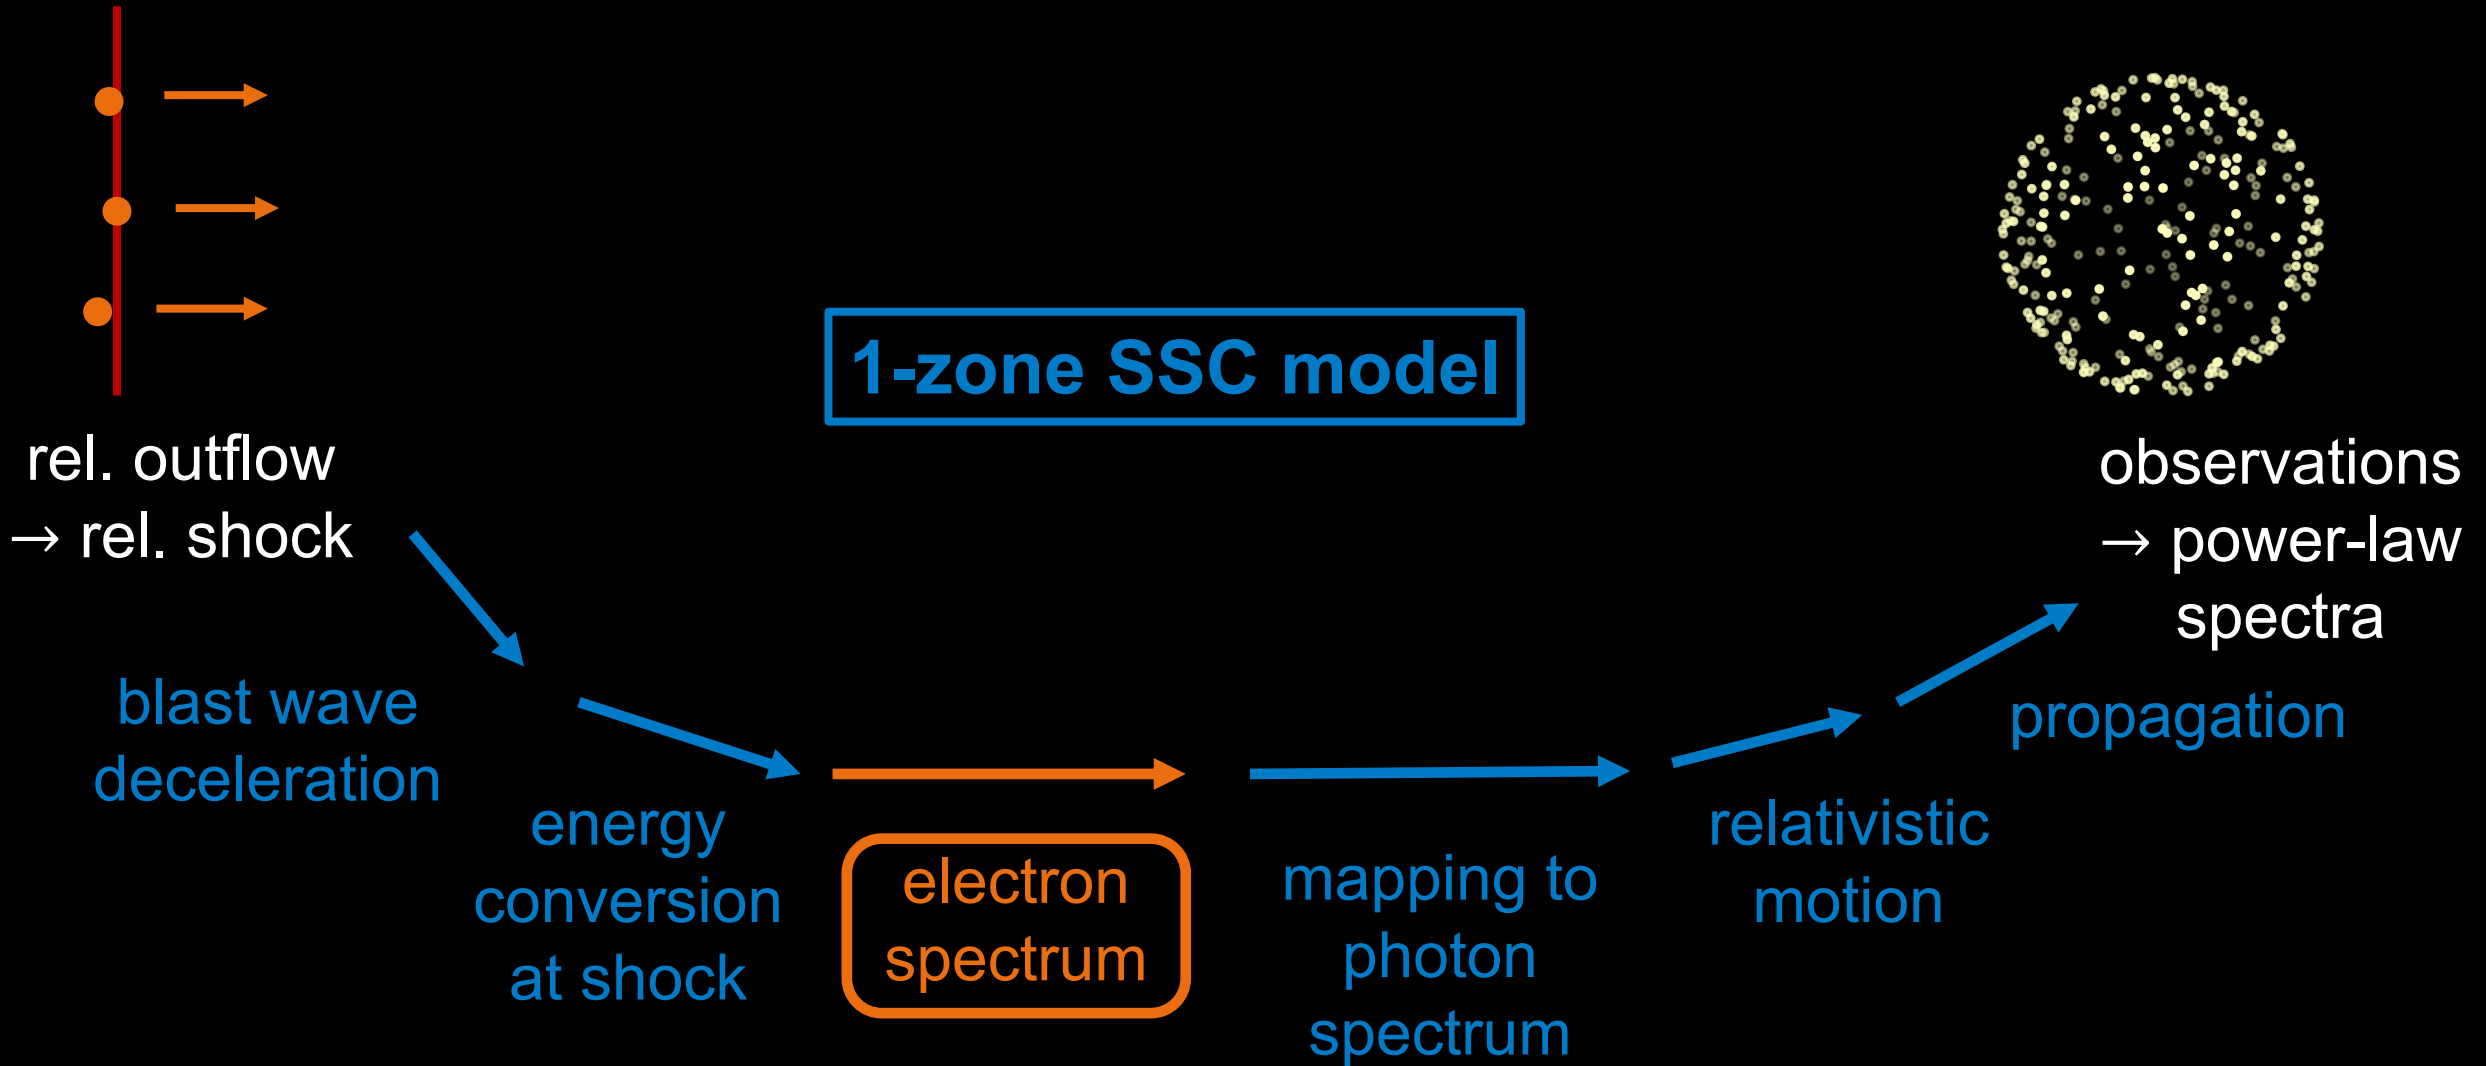 1-zone SSC model
rel. outflow
→ rel. shock
observations
→ power-law
spectra
blast wave
deceleration
energy
conversion
at shock
electron
spectrum
mapping to
photon
spectrum
relativistic
motion
propagation